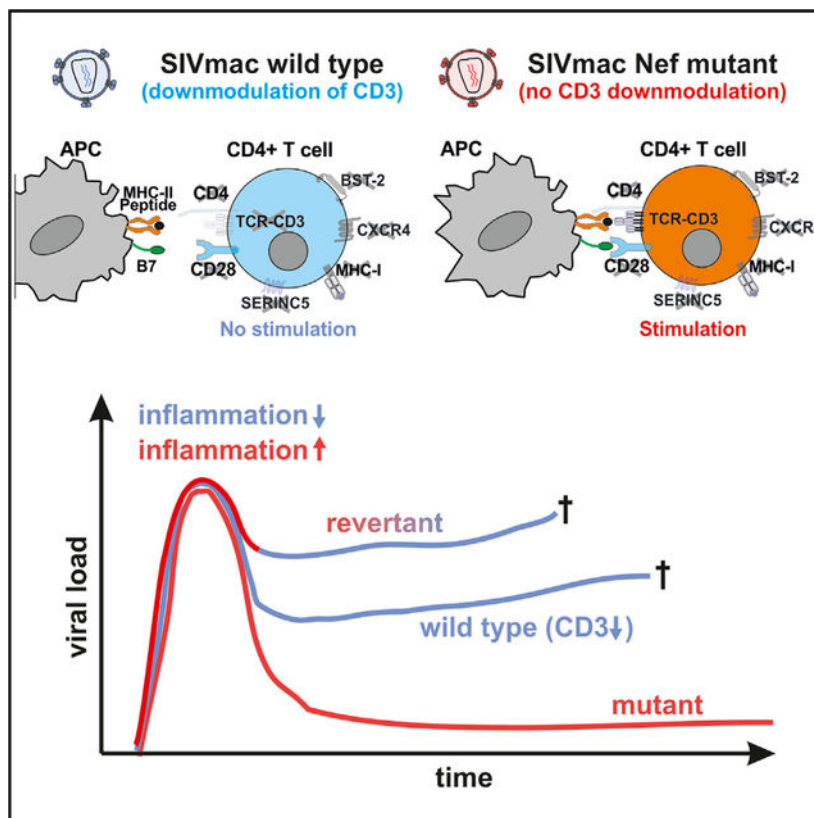 SIVmac wild type
(downmodulation of CD3)
SIVmac Nef mutant
(no CD3 downmodulation)
APC
CD4+ T cell
MHC-II
Peptide
B7
CD4
TCR-CD3
CD28
SERINC5
BST-2
CXCR4
MHC-I
No stimulation
APC
CD4+ T cell
CD4
TCR-CD3
CD28
SERINC5
BST-2
CXCR
MHC-I
Stimulation
inflammation↓
inflammation↑
revertant
†
wild type (CD3↓)
†
mutant
viral load
time